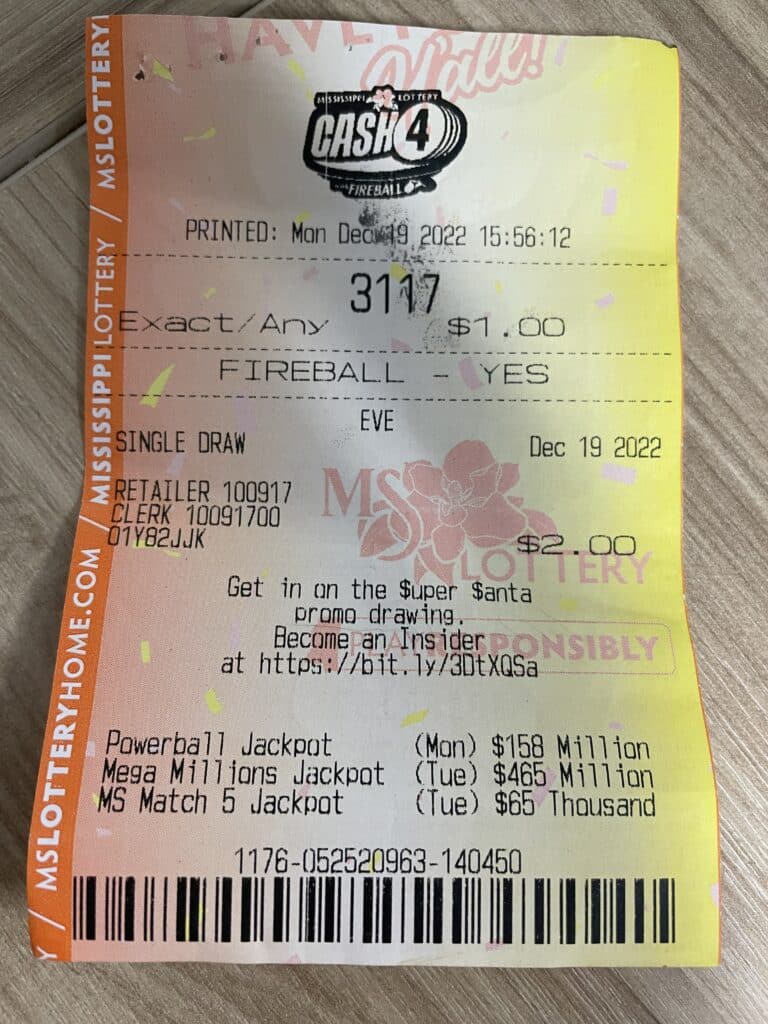 HAVE
Y'all!
MISSISSIPPI LOTTERY
CASH 4
FIREBALL
PRINTED: Mon Dec 19 2022 15:56:12
3117
Exact/Any $1.00
FIREBALL - YES
EVE
SINGLE DRAW Dec 19 2022
RETAILER 100917
CLERK 10091700
01Y82JJK $2.00
MS LOTTERY
Get in on the $uper $anta
promo drawing.
Become an Insider
at https://bit.ly/3DtXQSa
PLAY RESPONSIBLY
Powerball Jackpot (Mon) $158 Million
Mega Millions Jackpot (Tue) $465 Million
MS Match 5 Jackpot (Tue) $65 Thousand
1176-052520963-140450
Y / MSLOTTERYHOME.COM / MISSISSIPPI LOTTERY / MSLOTTERY